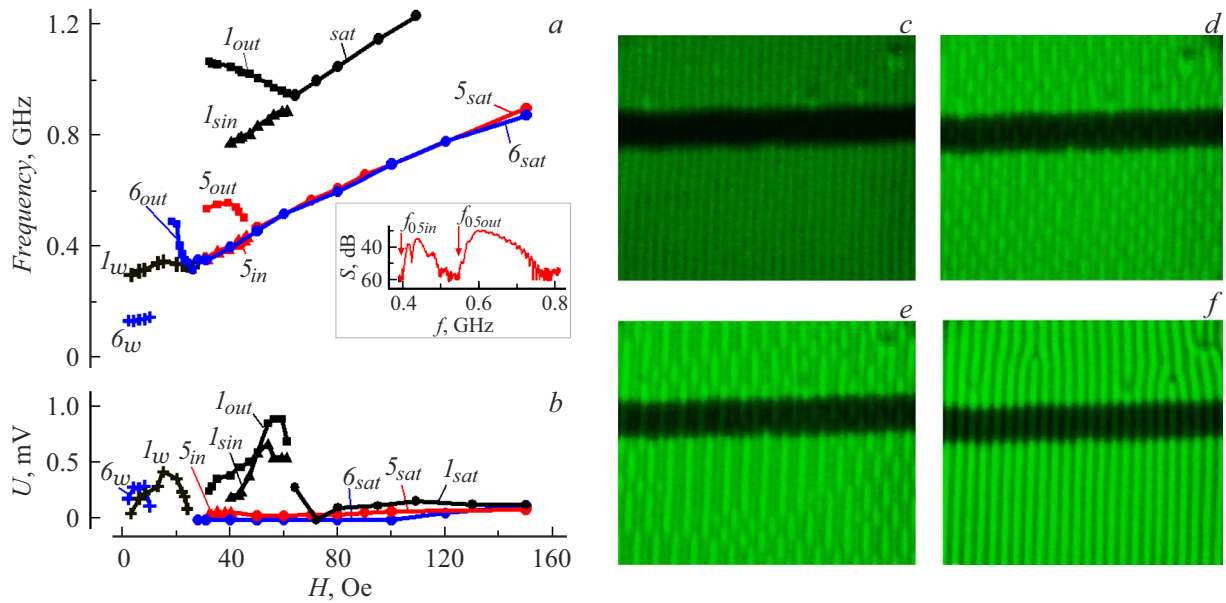 a
Frequency, GHz
1.2
0.8
0.4
0
1out
sat
1sin
5sat
6sat
5out
6out
1w
5in
6w
S, dB
40
60
f05in
f05out
0.4
0.6
0.8
f, GHz
b
U, mV
1.0
0.5
0
1out
1sin
5in
1w
6w
6sat
5sat
1sat
0
40
80
120
160
H, Oe
c
d
e
f